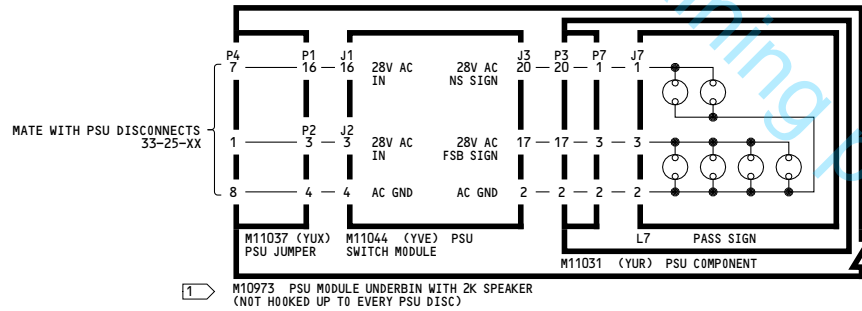 P4 P1 J1 J3 P3 P7 J7
7 16 16 28V AC 28V AC 20 20 1 1
IN NS SIGN
MATE WITH PSU DISCONNECTS
33-25-XX
P2 J2
1 3 3 28V AC 28V AC 17 17 3 3
IN FSB SIGN
8 4 4 AC GND AC GND 2 2 2 2
M11037 (YUX) M11044 (YVE) PSU L7 PASS SIGN
PSU JUMPER SWITCH MODULE
M11031 (YUR) PSU COMPONENT
1 M10973 PSU MODULE UNDERBIN WITH 2K SPEAKER
(NOT HOOKED UP TO EVERY PSU DISC)